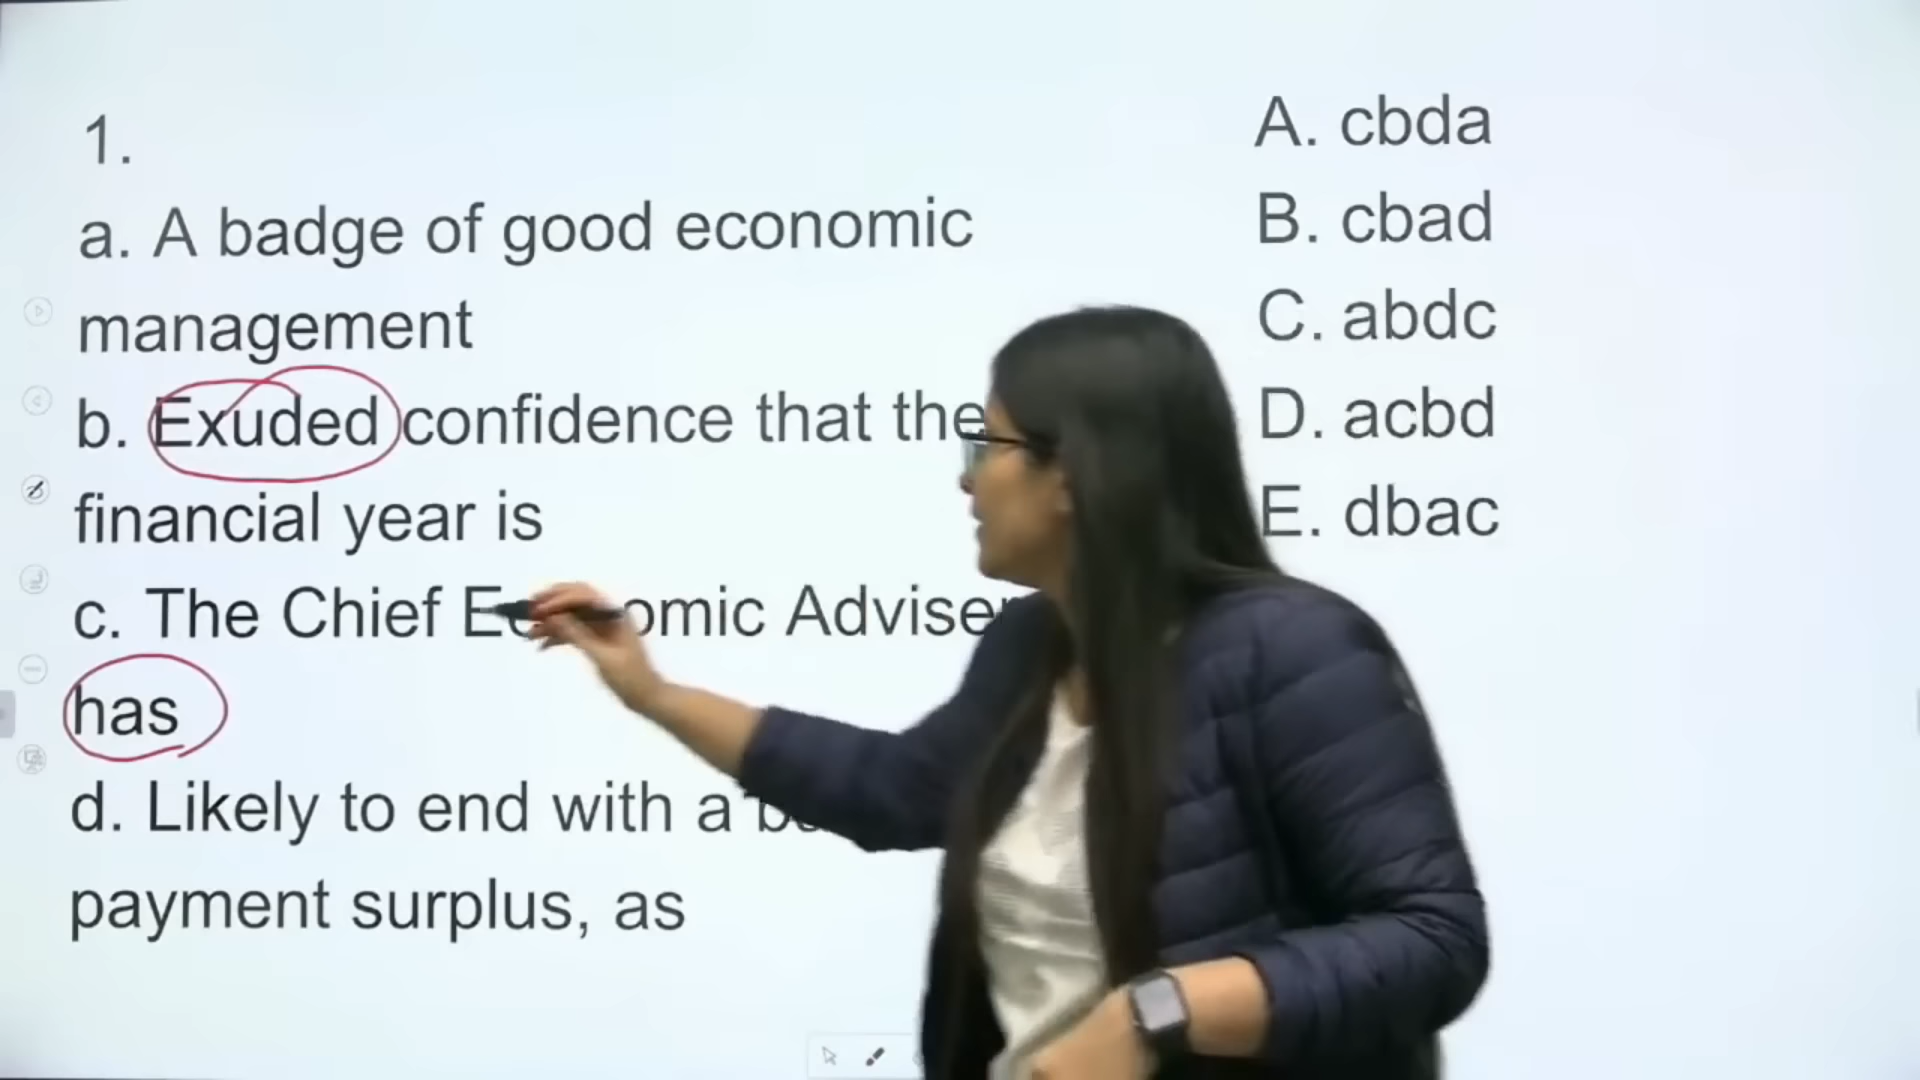 1.
a. A badge of good economic
management
b. Exuded confidence that the
financial year is
c. The Chief Adviser
has
d. Likely to end with a
payment surplus, as
A. cbda
B. cbad
C. abdc
D. acbd
E. dbac